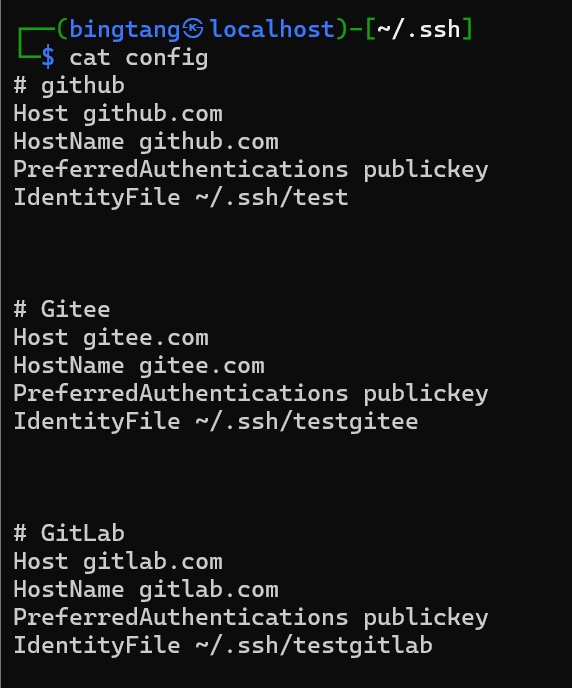 ┌──(bingtang㉿localhost)-[~/.ssh]
└─$ cat config
# github
Host github.com
HostName github.com
PreferredAuthentications publickey
IdentityFile ~/.ssh/test
# Gitee
Host gitee.com
HostName gitee.com
PreferredAuthentications publickey
IdentityFile ~/.ssh/testgitee
# GitLab
Host gitlab.com
HostName gitlab.com
PreferredAuthentications publickey
IdentityFile ~/.ssh/testgitlab